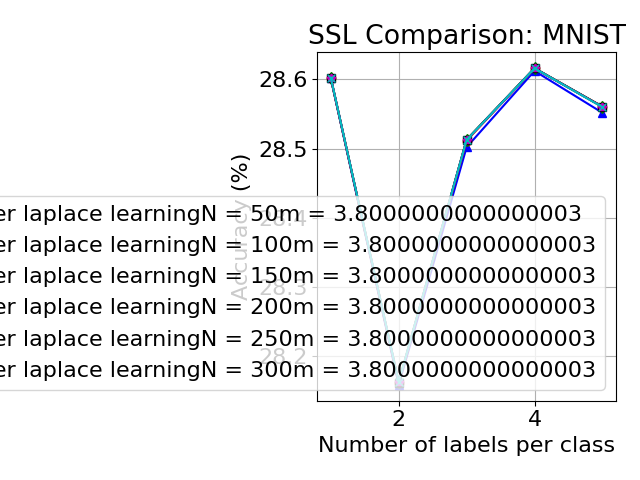 SSL Comparison: MNIST
28.6
28.5
28.4
28.3
28.2
Accuracy (%)
er laplace learningN = 50m = 3.8000000000000003
er laplace learningN = 100m = 3.8000000000000003
er laplace learningN = 150m = 3.8000000000000003
er laplace learningN = 200m = 3.8000000000000003
er laplace learningN = 250m = 3.8000000000000003
er laplace learningN = 300m = 3.8000000000000003
2 4
Number of labels per class